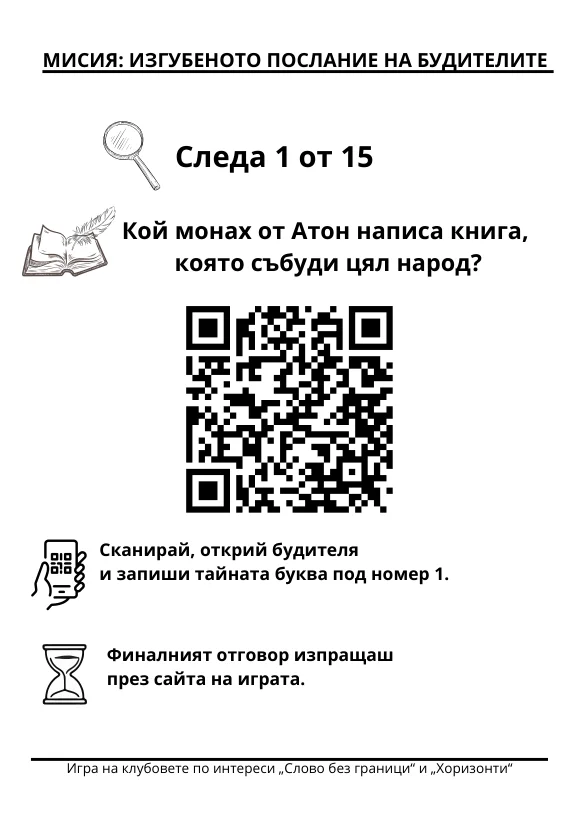 МИСИЯ: ИЗГУБЕНОТО ПОСЛАНИЕ НА БУДИТЕЛИТЕ
Следа 1 от 15
Кой монах от Атон написа книга,
която събуди цял народ?
Сканирай, открий будителя
и запиши тайната буква под номер 1.
Финалният отговор изпращаш
през сайта на играта.
Игра на клубовете по интереси „Слово без граници“ и „Хоризонти“